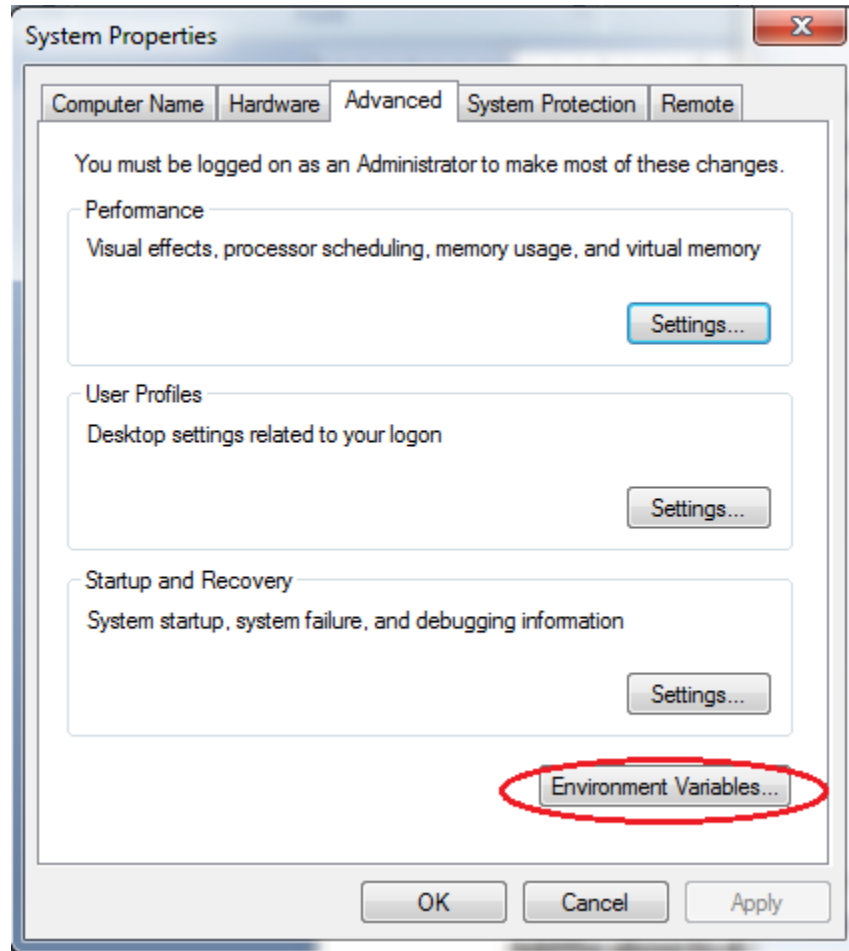 System Properties
Computer Name Hardware Advanced System Protection Remote
You must be logged on as an Administrator to make most of these changes.
Performance
Visual effects, processor scheduling, memory usage, and virtual memory
Settings...
User Profiles
Desktop settings related to your logon
Settings...
Startup and Recovery
System startup, system failure, and debugging information
Settings...
Environment Variables...
OK Cancel Apply